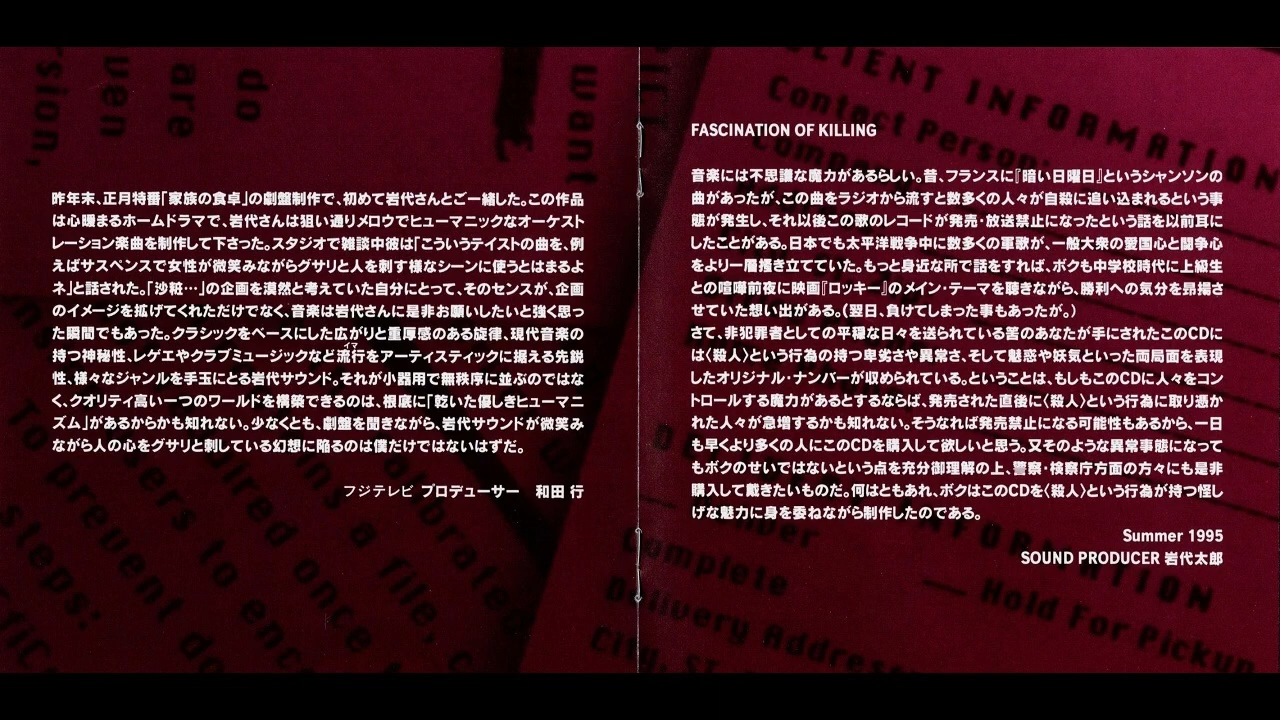 昨年末、正月特番「家族の食卓」の劇盤制作で、初めて岩代さんとご一緒した。この作品
は心暖まるホームドラマで、岩代さんは狙い通りメロウでヒューマニックなオーケスト
レーション楽曲を制作して下さった。スタジオで雑談中彼は「こういうテイストの曲を、例
えばサスペンスで女性が微笑みながらグサリと人を刺す様なシーンに使うとはまるよ
ネ」と話された。「沙粧…」の企画を漠然と考えていた自分にとって、そのセンスが、企画
のイメージを拡げてくれただけでなく、音楽は岩代さんに是非お願いしたいと強く思っ
た瞬間でもあった。クラシックをベースにした広がりと重厚感のある旋律、現代音楽の
持つ神秘性、レゲエやクラブミュージックなど流行をアーティスティックに据える先鋭
イマ
性、様々なジャンルを手玉にとる岩代サウンド。それが小器用で無秩序に並ぶのではな
く、クオリティ高い一つのワールドを構築できるのは、根底に「乾いた優しきヒューマニ
ズム」があるからかも知れない。少なくとも、劇盤を聞きながら、岩代サウンドが微笑み
ながら人の心をグサリと刺している幻想に陥るのは僕だけではないはずだ。
フジテレビ プロデューサー 和田 行
FASCINATION OF KILLING
音楽には不思議な魔力があるらしい。昔、フランスに『暗い日曜日』というシャンソンの
曲があったが、この曲をラジオから流すと数多くの人々が自殺に追い込まれるという事
態が発生し、それ以後この歌のレコードが発売・放送禁止になったという話を以前耳に
したことがある。日本でも太平洋戦争中に数多くの軍歌が、一般大衆の愛国心と闘争心
をより一層掻き立てていた。もっと身近な所で話をすれば、ボクも中学校時代に上級生
との喧嘩前夜に映画『ロッキー』のメイン・テーマを聴きながら、勝利への気分を昂揚さ
せていた想い出がある。（翌日、負けてしまった事もあったが。）
さて、非犯罪者としての平穏な日々を送られている筈のあなたが手にされたこのCDに
は〈殺人〉という行為の持つ卑劣さや異常さ、そして魅惑や妖気といった両局面を表現
したオリジナル・ナンバーが収められている。ということは、もしもこのCDに人々をコン
トロールする魔力があるとするならば、発売された直後に〈殺人〉という行為に取り憑か
れた人々が急増するかも知れない。そうなれば発売禁止になる可能性もあるから、一日
も早くより多くの人にこのCDを購入して欲しいと思う。又そのような異常事態になって
もボクのせいではないという点を充分御理解の上、警察・検察庁方面の方々にも是非
購入して戴きたいものだ。何はともあれ、ボクはこのCDを〈殺人〉という行為が持つ怪し
げな魅力に身を委ねながら制作したのである。
Summer 1995
SOUND PRODUCER 岩代太郎
do
are
uen
sion,
want
CLIENT INFORMATION
Contact Person:
Complete
Delivery Address
City, ST
— Hold For Pickup
To prevent
steps:
a file,